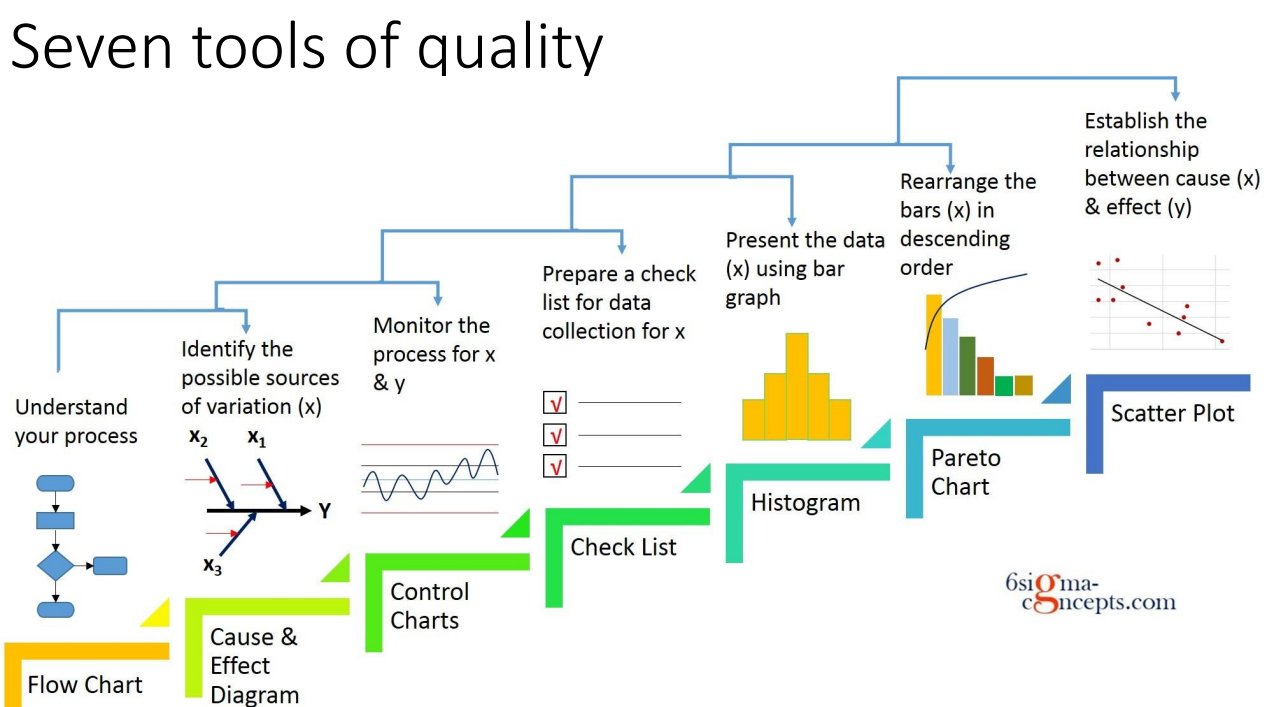 Seven tools of quality
Understand
your process
Flow Chart
Identify the
possible sources
of variation (x)
x2
x1
Y
x3
Cause &
Effect
Diagram
Monitor the
process for x
& y
Control
Charts
Prepare a check
list for data
collection for x
√
√
√
Check List
Present the data
(x) using bar
graph
Histogram
Rearrange the
bars (x) in
descending
order
Pareto
Chart
Establish the
relationship
between cause (x)
& effect (y)
Scatter Plot
6sigma-
concepts.com